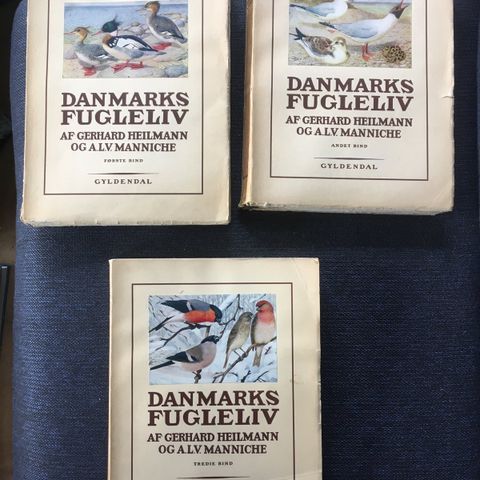 DANMARKS
FUGLELIV
AF GERHARD HEILMANN
OG A.L.V. MANNICHE
FØRSTE BIND
GYLDENDAL
DANMARKS
FUGLELIV
AF GERHARD HEILMANN
OG A.L.V. MANNICHE
ANDET BIND
GYLDENDAL
DANMARKS
FUGLELIV
AF GERHARD HEILMANN
OG A.L.V. MANNICHE
TREDIE BIND